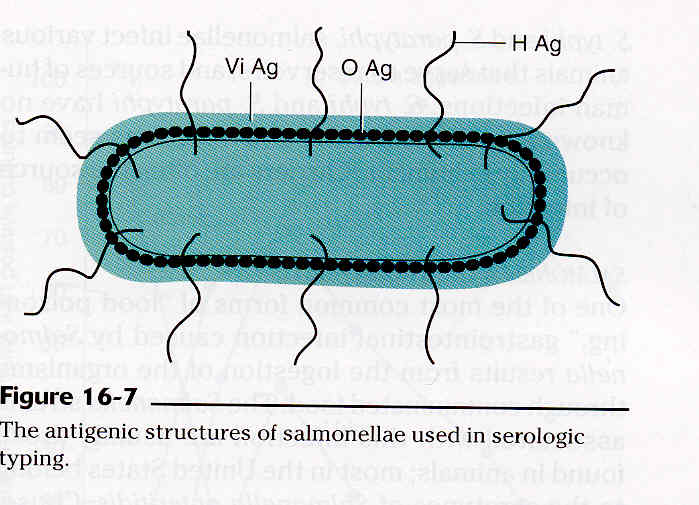 H Ag
Vi Ag
O Ag
Figure 16-7
The antigenic structures of salmonellae used in serologic
typing.